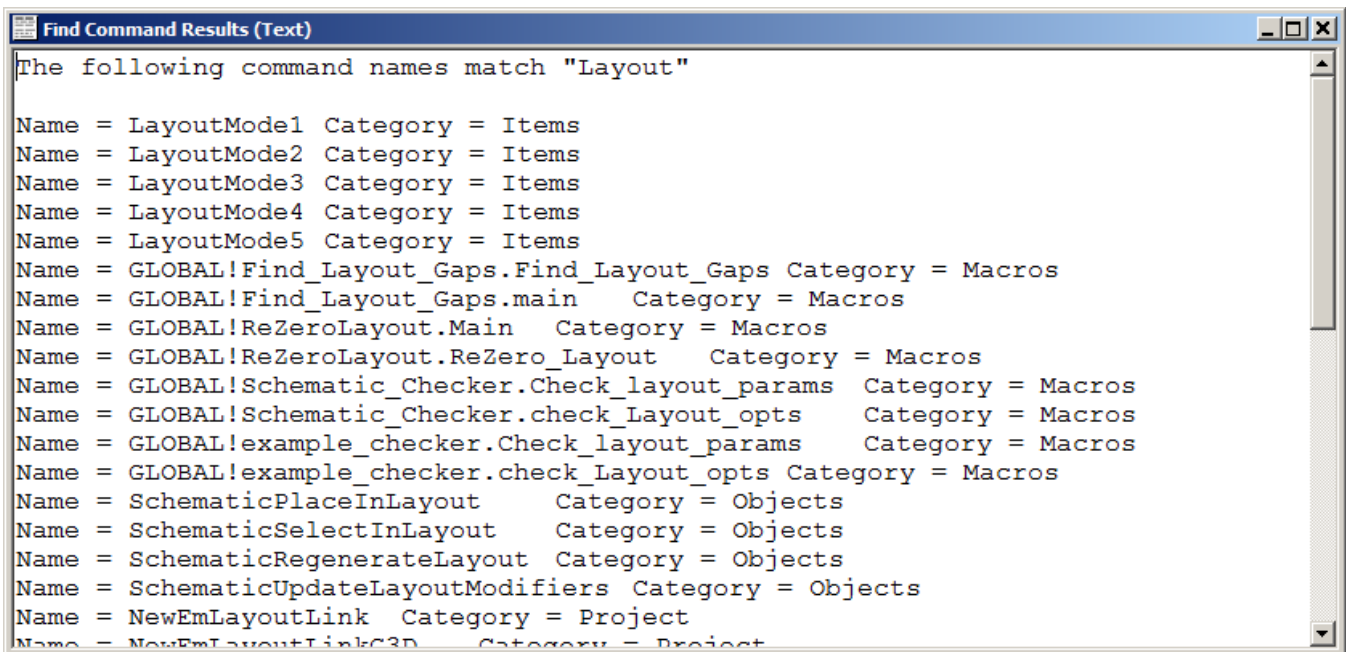 Find Command Results (Text)
The following command names match "Layout"
Name = LayoutMode1 Category = Items
Name = LayoutMode2 Category = Items
Name = LayoutMode3 Category = Items
Name = LayoutMode4 Category = Items
Name = LayoutMode5 Category = Items
Name = GLOBAL!Find_Layout_Gaps.Find_Layout_Gaps Category = Macros
Name = GLOBAL!Find_Layout_Gaps.main Category = Macros
Name = GLOBAL!ReZeroLayout.Main Category = Macros
Name = GLOBAL!ReZeroLayout.ReZero_Layout Category = Macros
Name = GLOBAL!Schematic_Checker.Check_layout_params Category = Macros
Name = GLOBAL!Schematic_Checker.check_Layout_opts Category = Macros
Name = GLOBAL!example_checker.Check_layout_params Category = Macros
Name = GLOBAL!example_checker.check_Layout_opts Category = Macros
Name = SchematicPlaceInLayout Category = Objects
Name = SchematicSelectInLayout Category = Objects
Name = SchematicRegenerateLayout Category = Objects
Name = SchematicUpdateLayoutModifiers Category = Objects
Name = NewEmLayoutLink Category = Project
Name = NewEmLayoutLinkC3D Category = Project